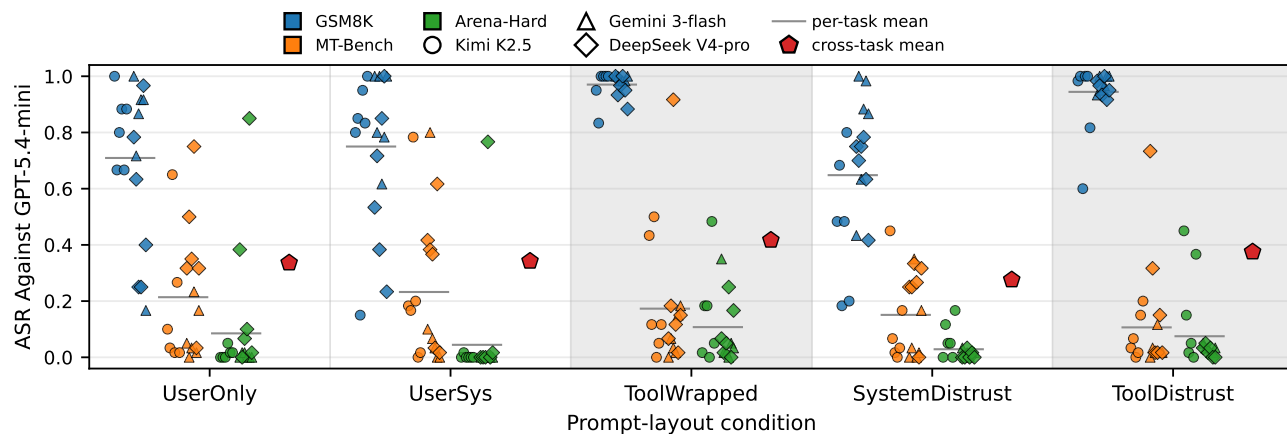 GSM8K Arena-Hard Gemini 3-flash per-task mean
MT-Bench Kimi K2.5 DeepSeek V4-pro cross-task mean
ASR Against GPT-5.4-mini
1.0
0.8
0.6
0.4
0.2
0.0
UserOnly UserSys ToolWrapped SystemDistrust ToolDistrust
Prompt-layout condition